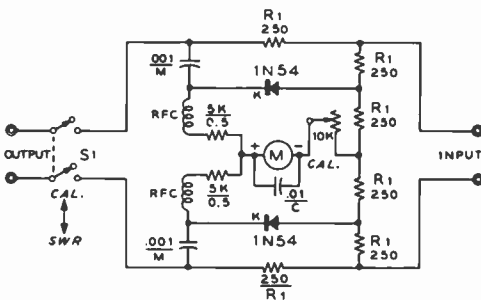 R1
250
.001
M
1N54
K
R1
250
RFC
5K
0.5
R1
250
10K
OUTPUT
S1
+ M -
CAL.
INPUT
CAL.
SWR
RFC
5K
0.5
.01
C
R1
250
K
1N54
.001
M
R1
250
250
R1